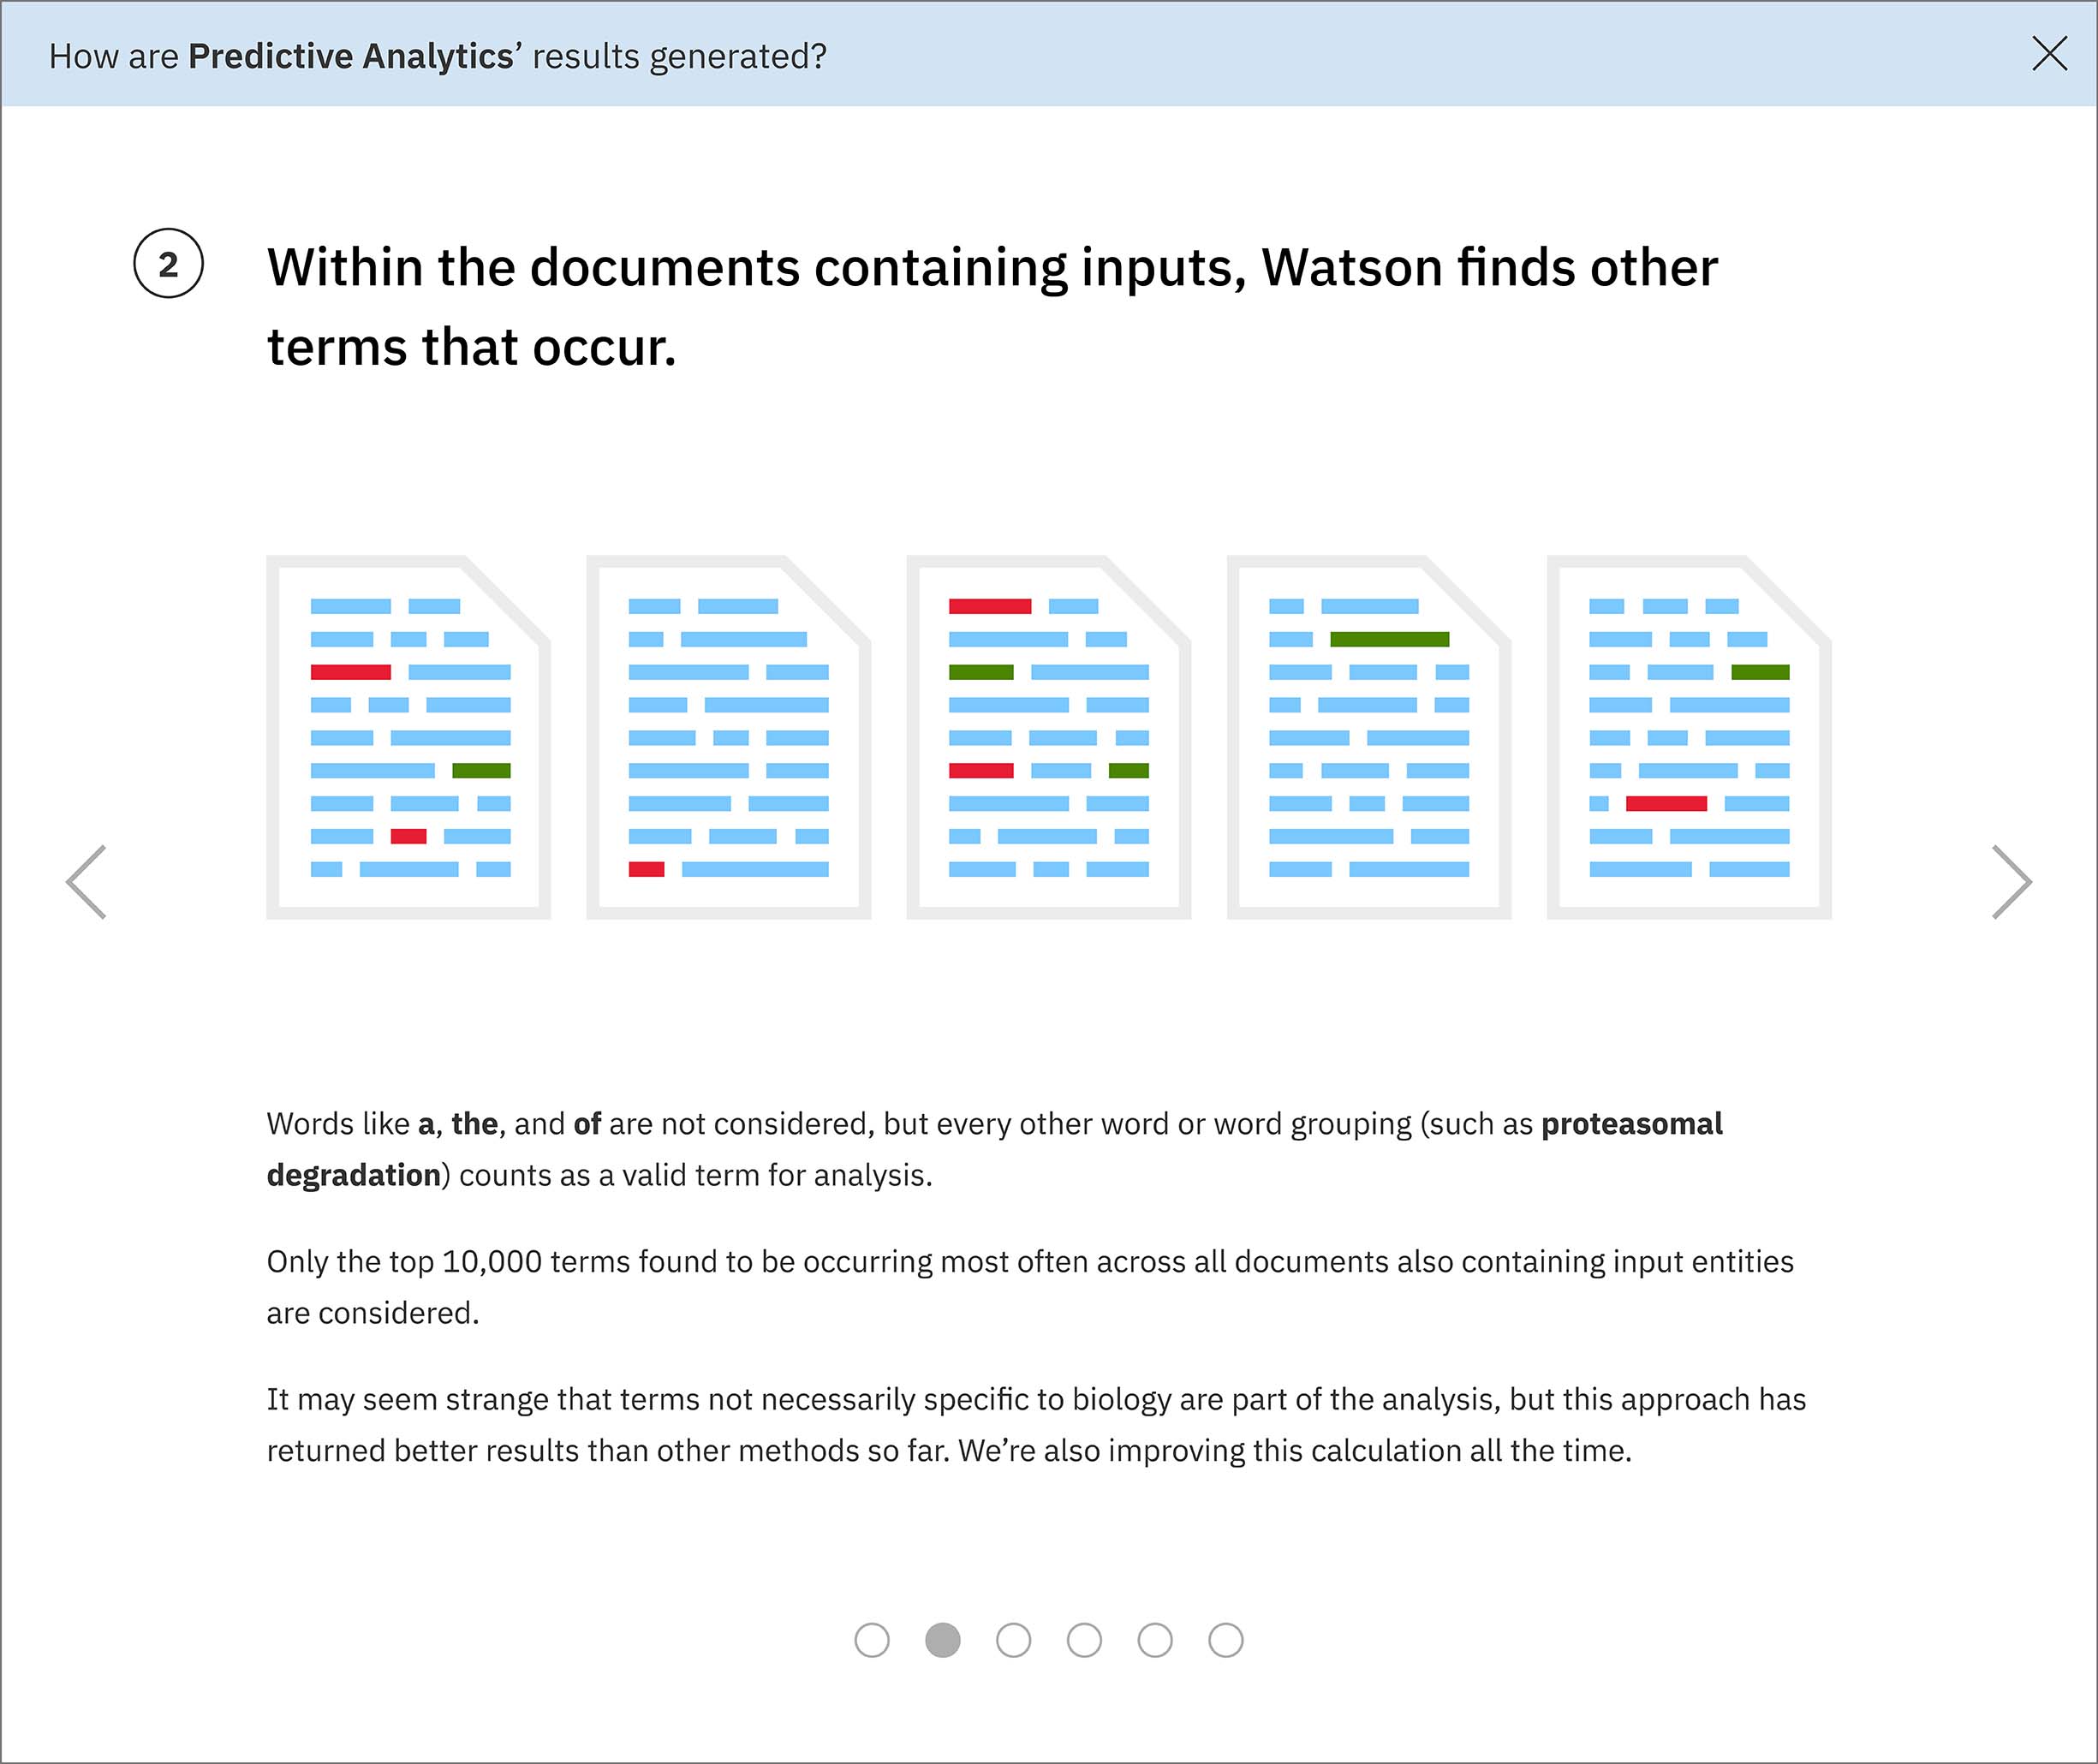 How are Predictive Analytics’ results generated?
2
Within the documents containing inputs, Watson finds other
terms that occur.
Words like a, the, and of are not considered, but every other word or word grouping (such as proteasomal
degradation) counts as a valid term for analysis.
Only the top 10,000 terms found to be occurring most often across all documents also containing input entities
are considered.
It may seem strange that terms not necessarily specific to biology are part of the analysis, but this approach has
returned better results than other methods so far. We’re also improving this calculation all the time.